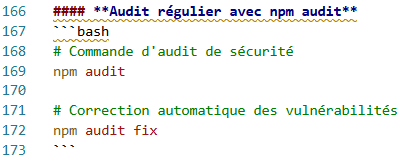 166 #### **Audit régulier avec npm audit**
167 ```bash
168 # Commande d'audit de sécurité
169 npm audit
170
171 # Correction automatique des vulnérabilités
172 npm audit fix
173 ```